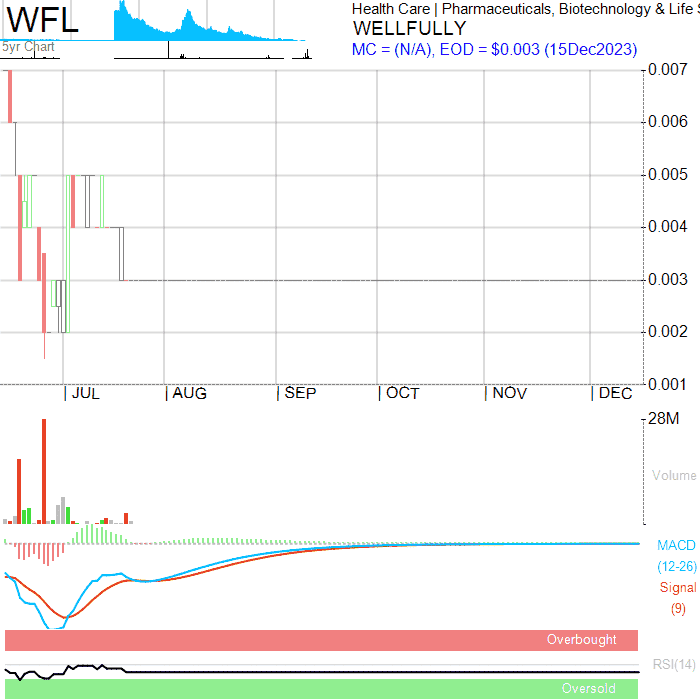 WFL
5yr Chart
Health Care | Pharmaceuticals, Biotechnology & Life
WELLFULLY
MC = (N/A), EOD = $0.003 (15Dec2023)
0.007
0.006
0.005
0.004
0.003
0.002
0.001
JUL AUG SEP OCT NOV DEC
28M
Volume
MACD
(12-26)
Signal
(9)
Overbought
RSI(14)
Oversold